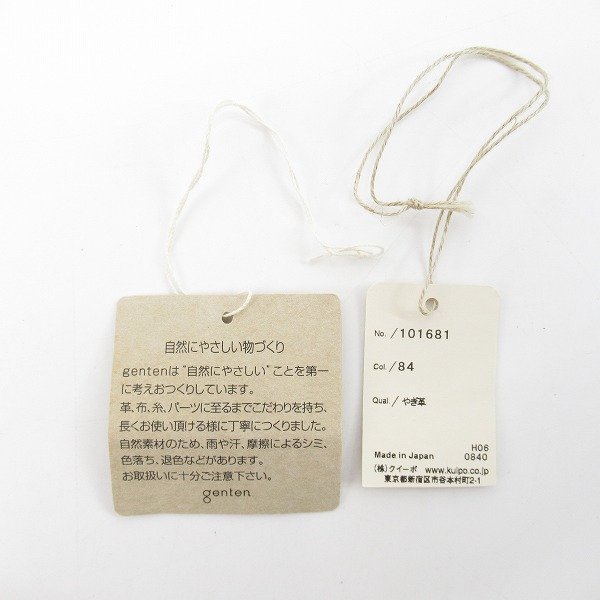 自然にやさしい物づくり
gentenは“自然にやさしい”ことを第一
に考えおつくりしています。
革、布、糸、パーツに至るまでこだわりを持ち、
長くお使い頂ける様に丁寧につくりました。
自然素材のため、雨や汗、摩擦によるシミ、
色落ち、退色などがあります。
お取扱いに十分ご注意下さい。
genten
No. /101681
Col. /84
Qual. / やぎ革
H06
Made in Japan 0840
(株)クイーポ www.kuipo.co.jp
東京都新宿区市谷本村町2-1